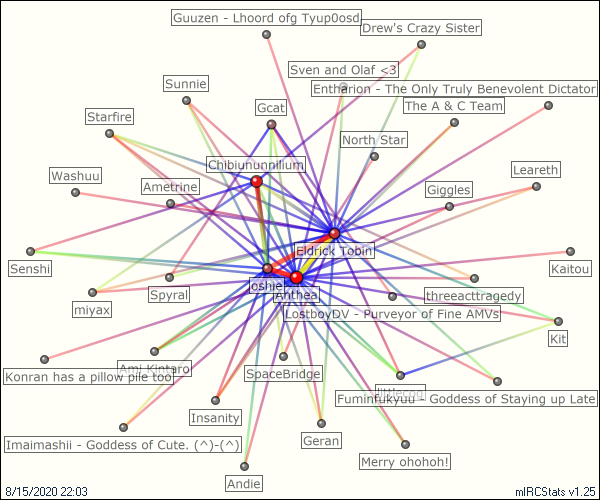 Guuzen - Lhoord ofg Tyup0osd
Drew's Crazy Sister
Sven and Olaf <3
Sunnie
Entharion - The Only Truly Benevolent Dictator
Gcat
The A & C Team
Starfire
North Star
Chibiununnilium
Washuu
Ametrine
Giggles
Leareth
Eldrick Tobin
Senshi
Kaitou
Anthea
Spyral
threeacttragedy
miyax
LostboyDV - Purveyor of Fine AMVs
Kit
Ami Kintaro
Konran has a pillow pile too
SpaceBridge
Fuminfukyuu - Goddess of Staying up Late
Insanity
Imaimashii - Goddess of Cute. (^)-(^)
Geran
Merry ohohoh!
Andie
8/15/2020 22:03
mIRCStats v1.25